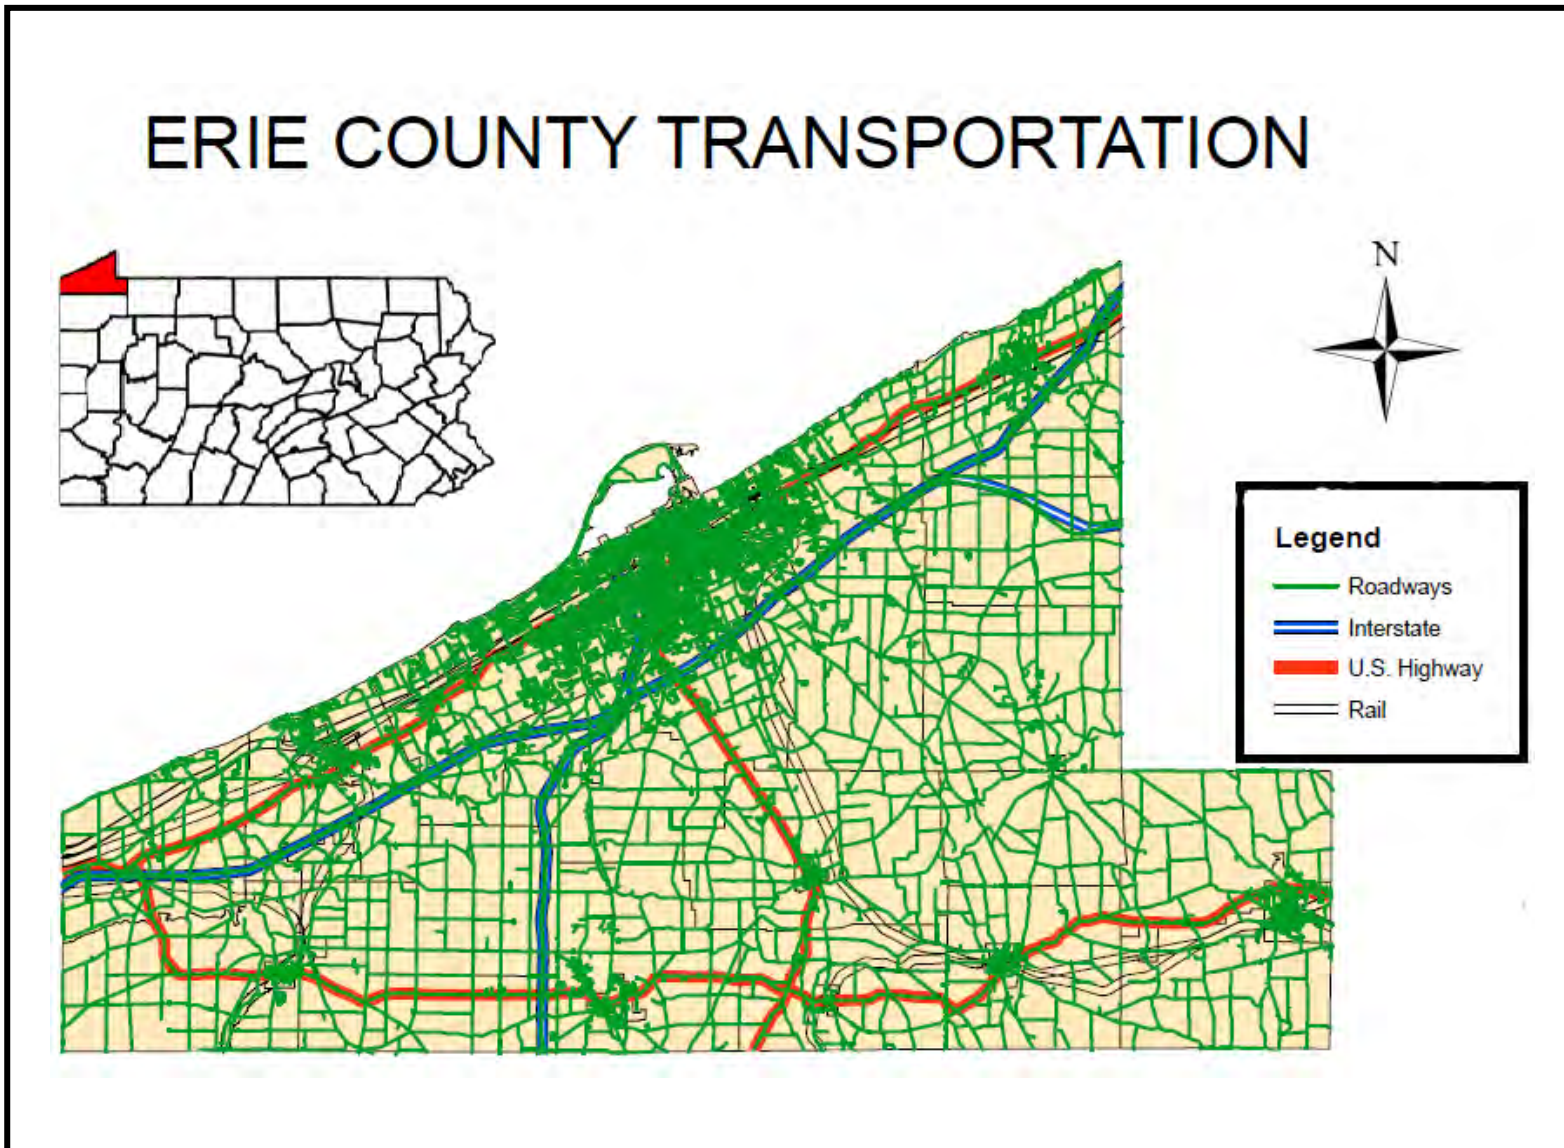 ERIE COUNTY TRANSPORTATION
N
Legend
Roadways
Interstate
U.S. Highway
Rail